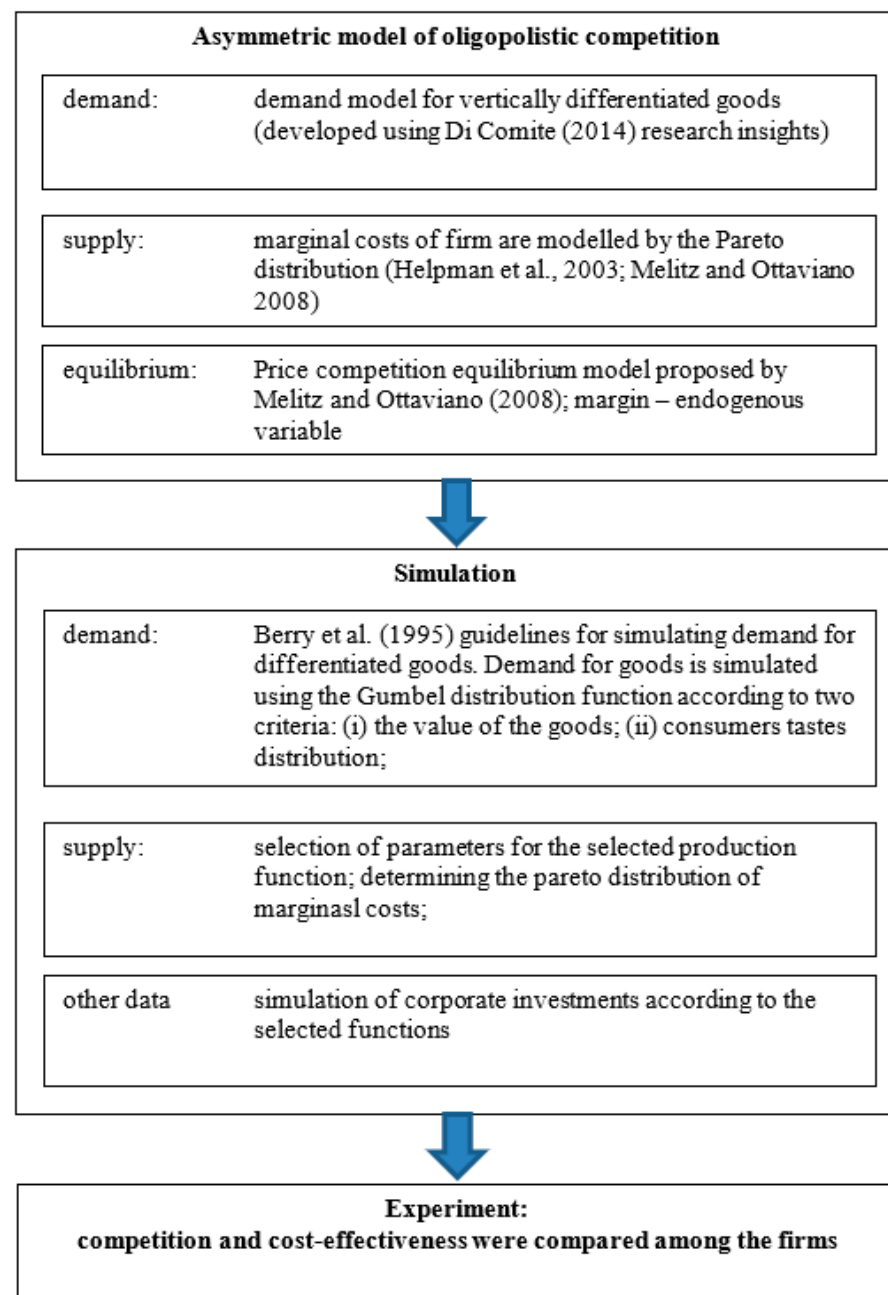 Asymmetric model of oligopolistic competition
demand: demand model for vertically differentiated goods
(developed using Di Comite (2014) research insights)
supply: marginal costs of firm are modelled by the Pareto
distribution (Helpman et al., 2003; Melitz and Ottaviano
2008)
equilibrium: Price competition equilibrium model proposed by
Melitz and Ottaviano (2008); margin – endogenous
variable
Simulation
demand: Berry et al. (1995) guidelines for simulating demand for
differentiated goods. Demand for goods is simulated
using the Gumbel distribution function according to two
criteria: (i) the value of the goods; (ii) consumers tastes
distribution;
supply: selection of parameters for the selected production
function; determining the pareto distribution of
marginasl costs;
other data simulation of corporate investments according to the
selected functions
Experiment:
competition and cost-effectiveness were compared among the firms